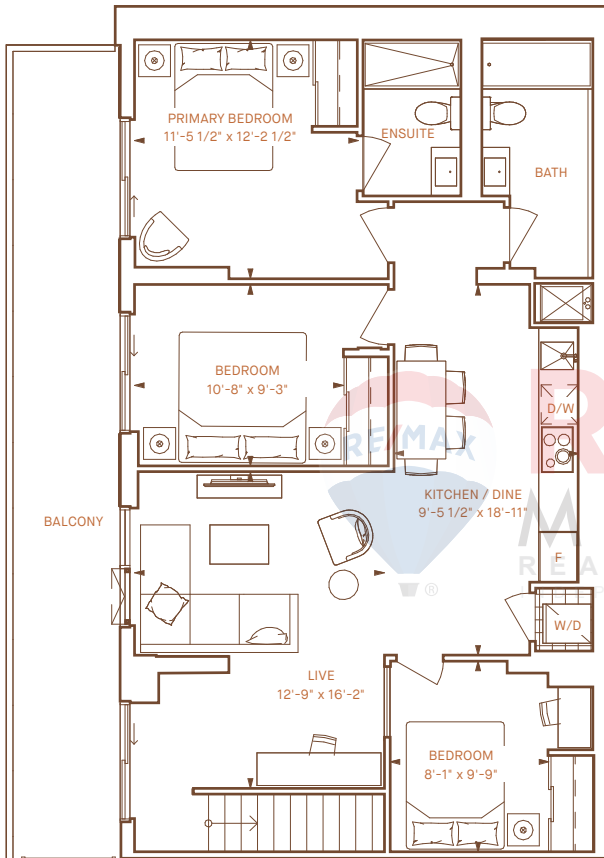 PRIMARY BEDROOM
11'-5 1/2" x 12'-2 1/2"
ENSUITE
BATH
BEDROOM
10'-8" x 9'-3"
D/W
RE/MAX
R
KITCHEN / DINE
9'-5 1/2" x 18'-11"
M
BALCONY
F
REA
®
W/D
LIVE
12'-9" x 16'-2"
BEDROOM
8'-1" x 9'-9"